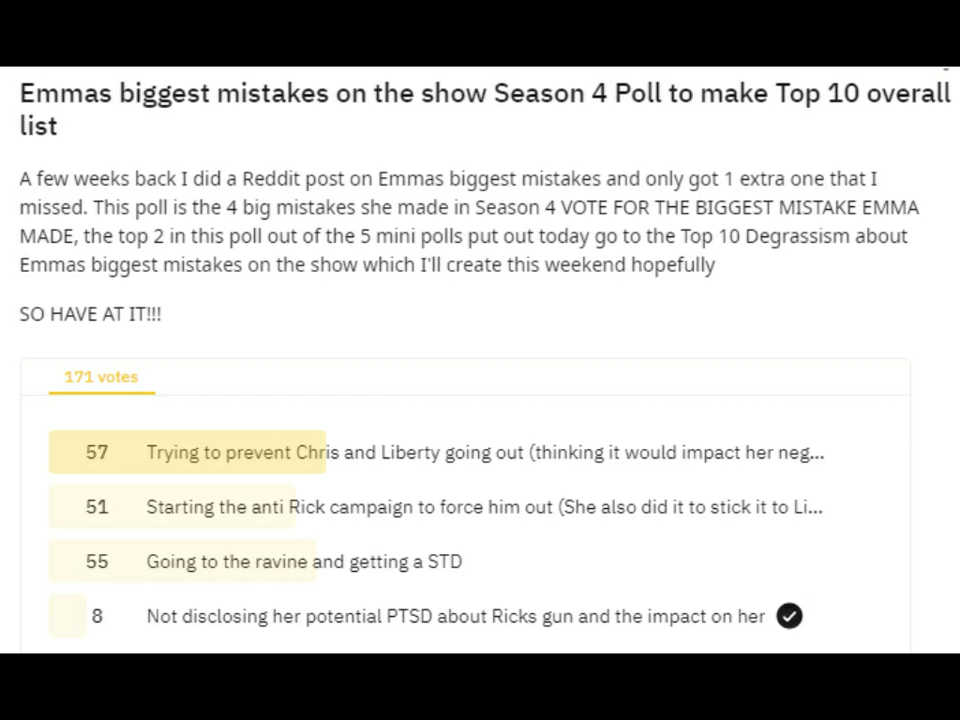 Emmas biggest mistakes on the show Season 4 Poll to make Top 10 overall
list
A few weeks back I did a Reddit post on Emmas biggest mistakes and only got 1 extra one that I
missed. This poll is the 4 big mistakes she made in Season 4 VOTE FOR THE BIGGEST MISTAKE EMMA
MADE, the top 2 in this poll out of the 5 mini polls put out today go to the Top 10 Degrassism about
Emmas biggest mistakes on the show which I'll create this weekend hopefully
SO HAVE AT IT!!!
171 votes
57 Trying to prevent Chris and Liberty going out (thinking it would impact her neg...
51 Starting the anti Rick campaign to force him out (She also did it to stick it to Li...
55 Going to the ravine and getting a STD
8 Not disclosing her potential PTSD about Ricks gun and the impact on her